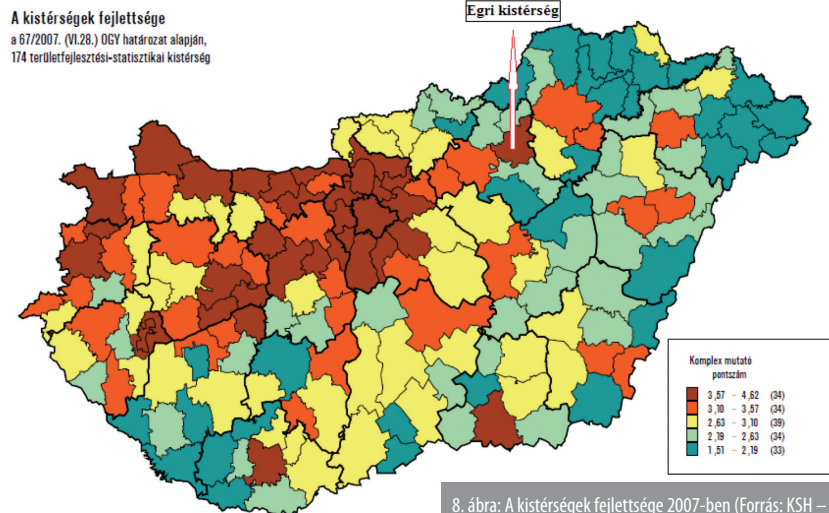 A kistérségek fejlettsége
a 67/2007. (VI.28.) OGY határozat alapján,
174 területfejlesztési-statisztikai kistérség
Egri kistérség
Komplex mutató
pontszám
3,57 – 4,62 (34)
3,10 – 3,57 (34)
2,63 – 3,10 (39)
2,19 – 2,63 (34)
1,51 – 2,19 (33)
8. ábra: A kistérségek fejlettsége 2007-ben (Forrás: KSH –